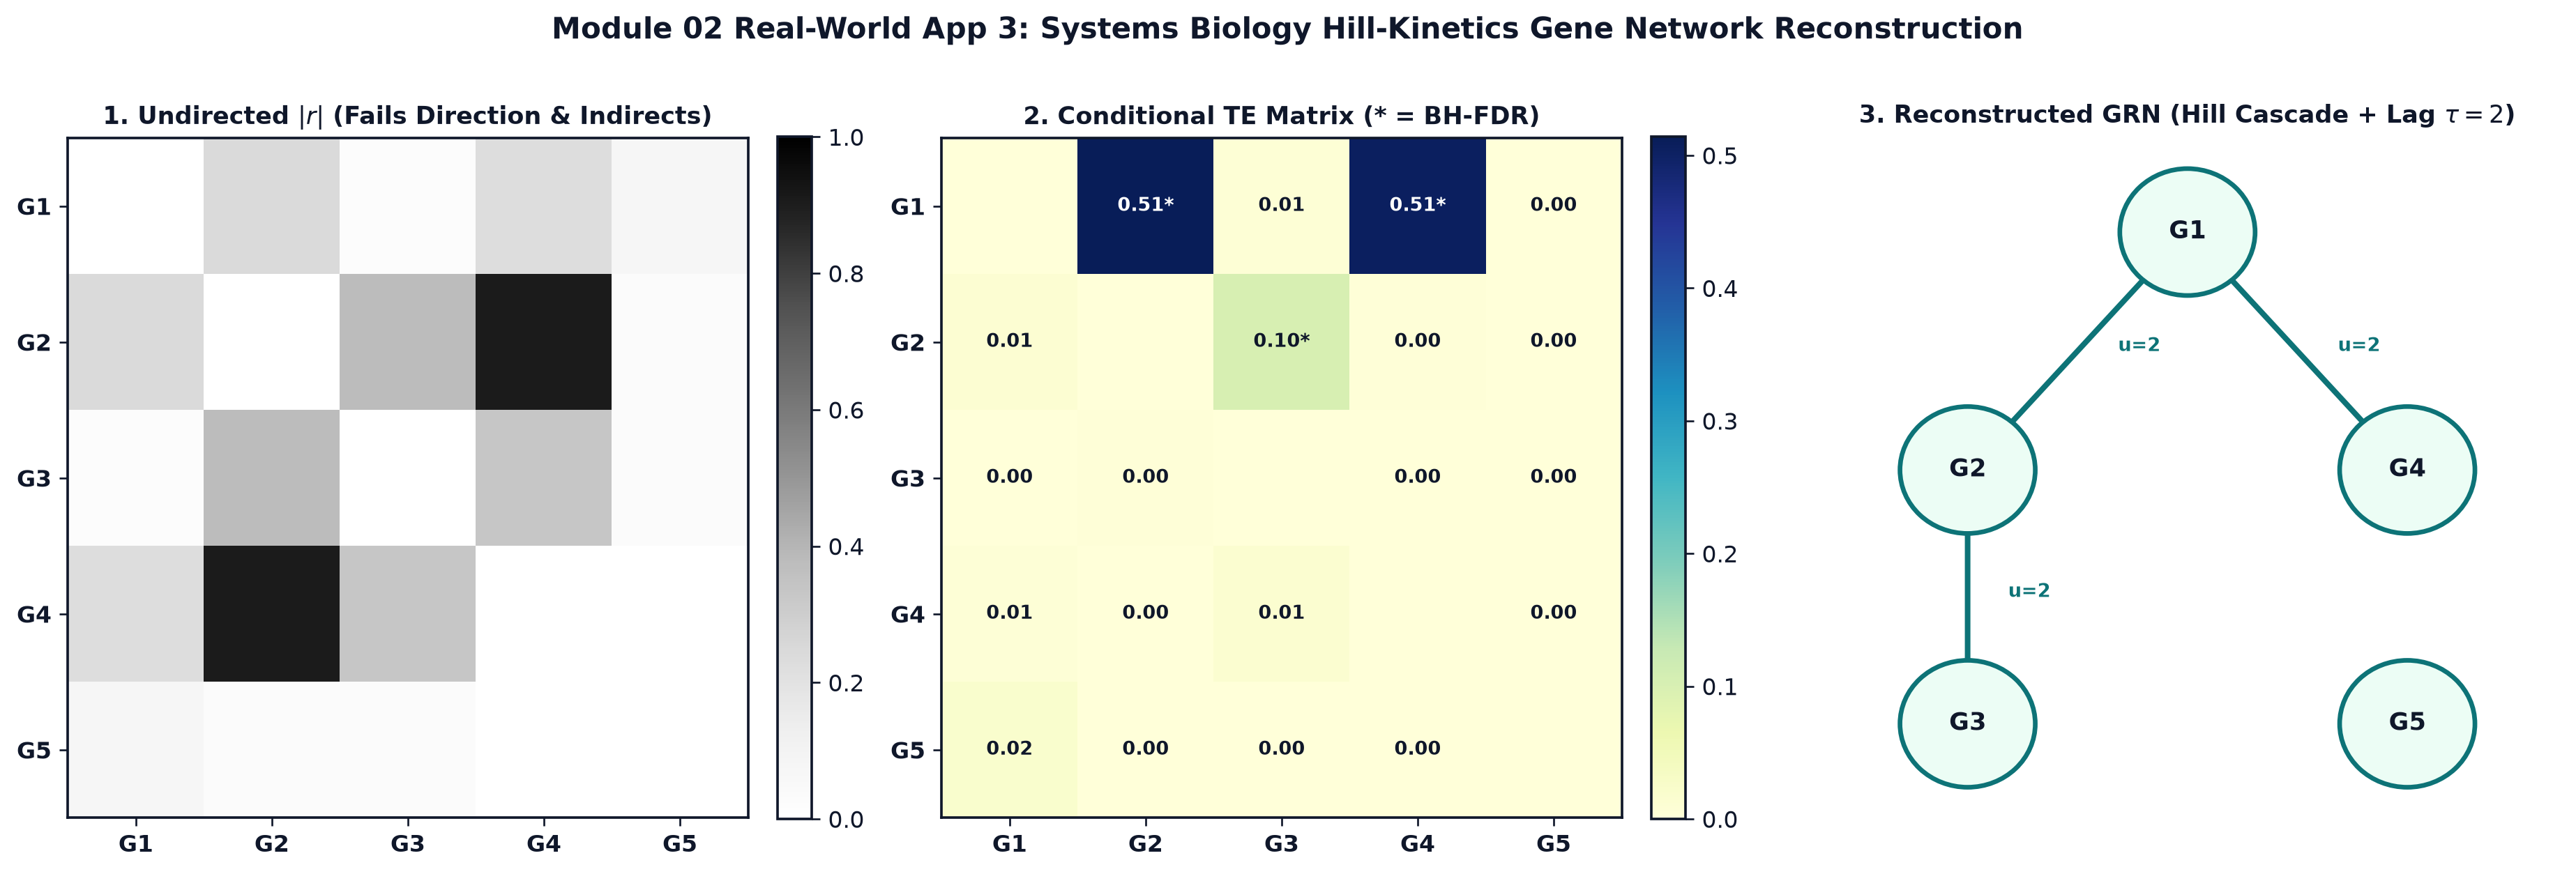 Module 02 Real-World App 3: Systems Biology Hill-Kinetics Gene Network Reconstruction
1. Undirected |r| (Fails Direction & Indirects)
G1
G2
G3
G4
G5
G1 G2 G3 G4 G5
1.0
0.8
0.6
0.4
0.2
0.0
2. Conditional TE Matrix (* = BH-FDR)
G1 0.51* 0.01 0.51* 0.00
G2 0.01 0.10* 0.00 0.00
G3 0.00 0.00 0.00 0.00
G4 0.01 0.00 0.01 0.00
G5 0.02 0.00 0.00 0.00
G1 G2 G3 G4 G5
0.5
0.4
0.3
0.2
0.1
0.0
3. Reconstructed GRN (Hill Cascade + Lag τ = 2)
G1
u=2 u=2
G2 G4
u=2
G3 G5